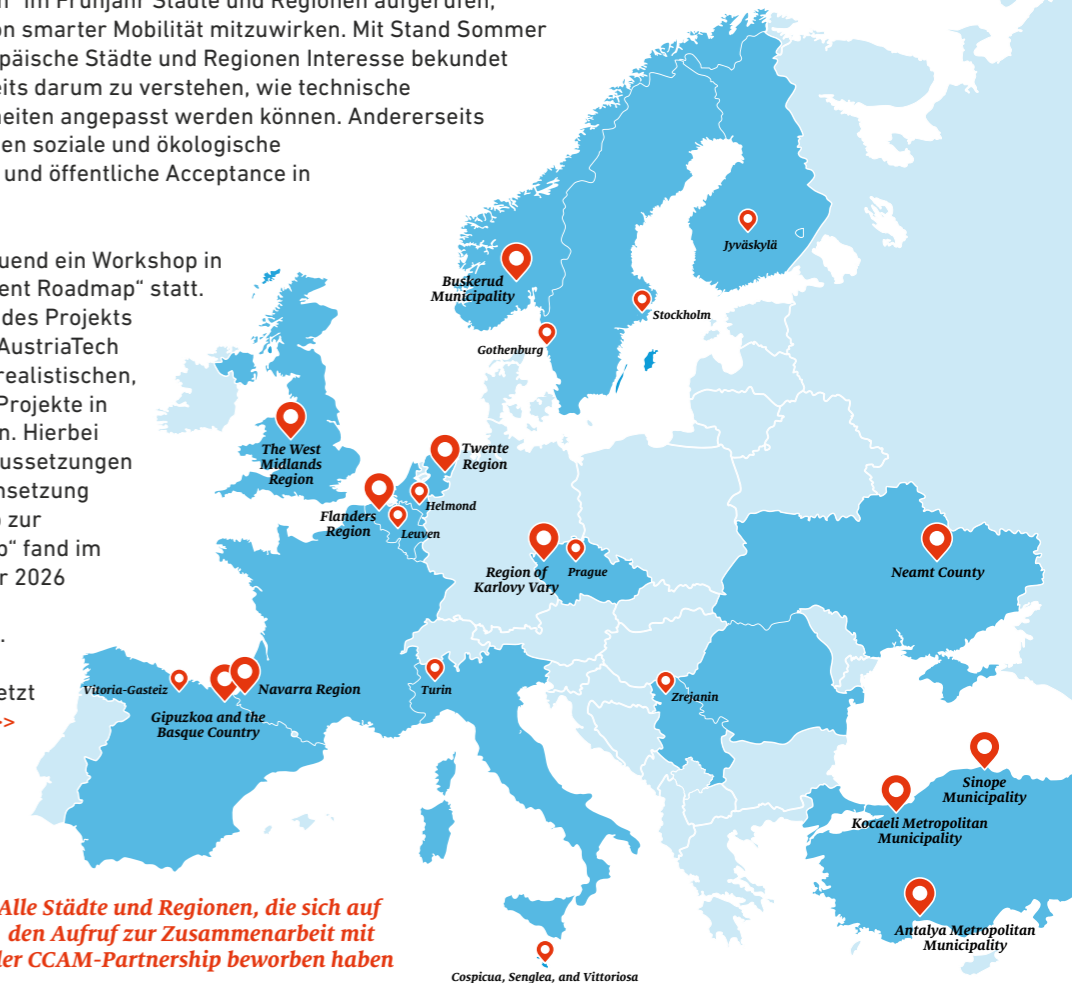 im Frühjahr Städte und Regionen aufgerufen,
on smarter Mobilität mitzuwirken. Mit Stand Sommer
päische Städte und Regionen Interesse bekundet
eits darum zu verstehen, wie technische
heiten angepasst werden können. Andererseits
en soziale und ökologische
und öffentliche Acceptance in
uend ein Workshop in
ent Roadmap“ statt.
des Projekts
AustriaTech
realistischen,
Projekte in
n. Hierbei
ussetzungen
nsetzung
zur
“ fand im
r 2026
.
etzt
>
Jyväskylä
Buskerud
Municipality
Stockholm
Gothenburg
The West
Midlands
Region
Twente
Region
Helmond
Flanders
Region
Leuven
Region of
Karlovy Vary
Prague
Neamt County
Vitoria-Gasteiz
Navarra Region
Gipuzkoa and the
Basque Country
Turin
Zrejanin
Sinope
Municipality
Kocaeli Metropolitan
Municipality
Antalya Metropolitan
Municipality
Cospicua, Senglea, and Vittoriosa
Alle Städte und Regionen, die sich auf
den Aufruf zur Zusammenarbeit mit
der CCAM-Partnership beworben haben